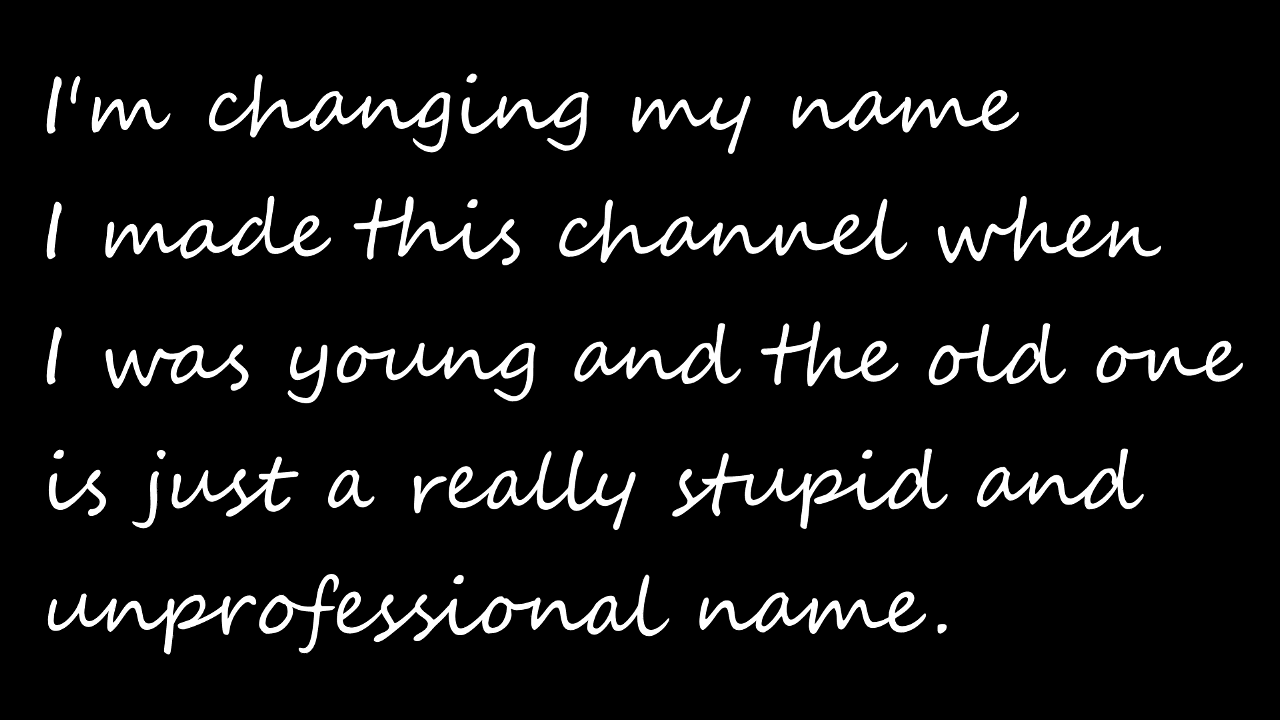 I'm changing my name
I made this channel when
I was young and the old one
is just a really stupid and
unprofessional name.